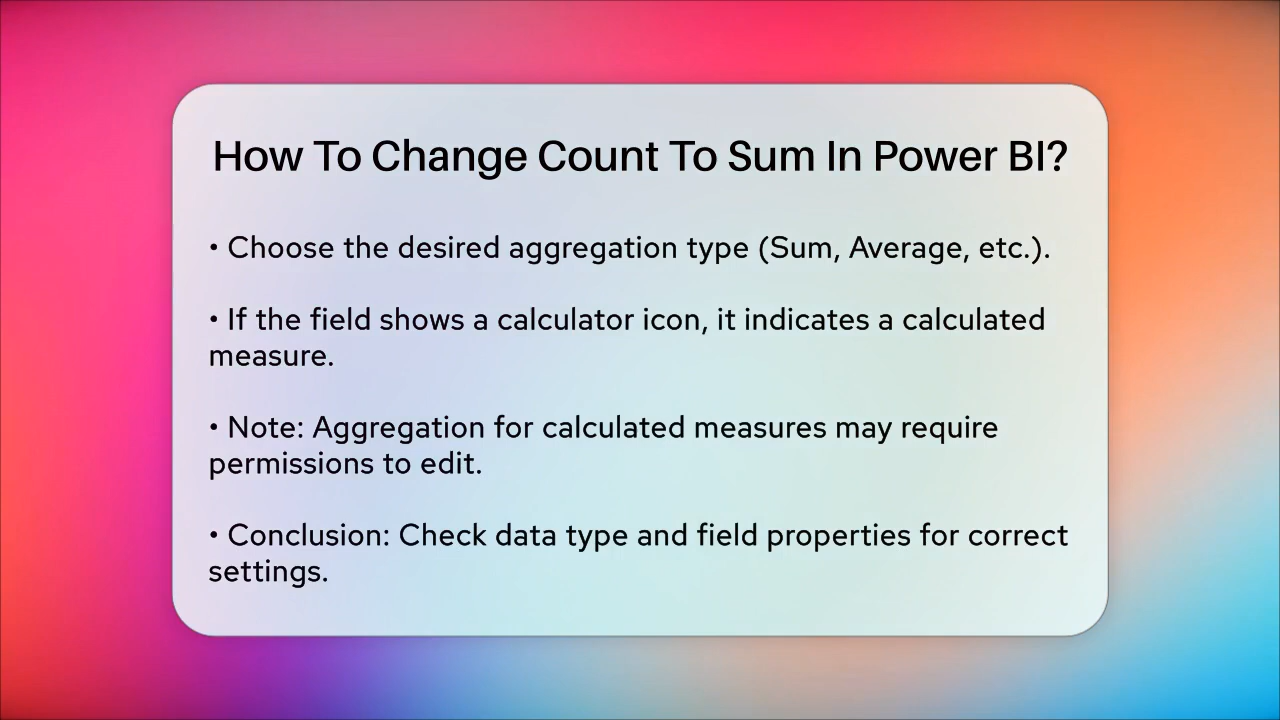 How To Change Count To Sum In Power BI?
• Choose the desired aggregation type (Sum, Average, etc.).
• If the field shows a calculator icon, it indicates a calculated
measure.
• Note: Aggregation for calculated measures may require
permissions to edit.
• Conclusion: Check data type and field properties for correct
settings.